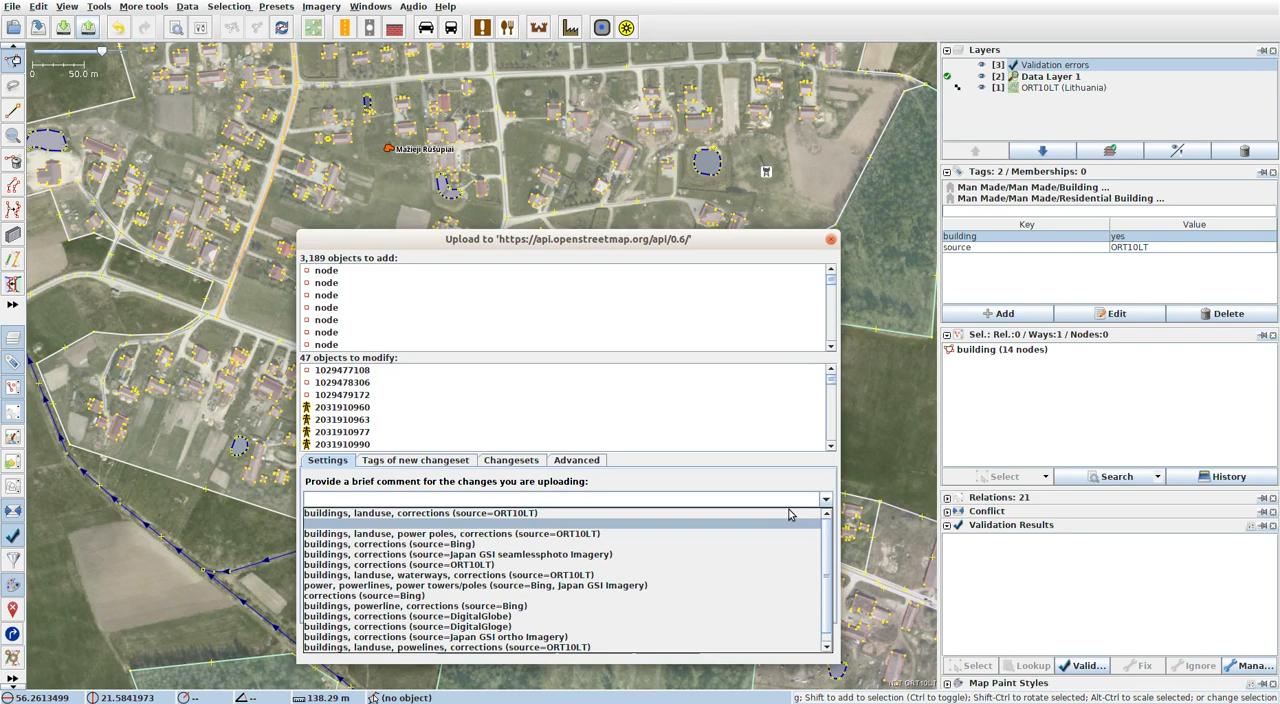 File Edit View Tools More tools Data Selection Presets Imagery Windows Audio Help
0 50.0 m
Mažieji Rušupiai
NOT ORT10LT
Upload to 'https://api.openstreetmap.org/api/0.6/'
3,189 objects to add:
node
node
node
node
node
node
node
47 objects to modify:
1029477108
1029478306
1029479172
2031910960
2031910963
2031910977
2031910990
Settings Tags of new changeset Changesets Advanced
Provide a brief comment for the changes you are uploading:
buildings, landuse, corrections (source=ORT10LT)
buildings, landuse, power poles, corrections (source=ORT10LT)
buildings, corrections (source=Bing)
buildings, corrections (source=Japan GSI seamlessphoto Imagery)
buildings, corrections (source=ORT10LT)
buildings, landuse, waterways, corrections (source=ORT10LT)
power, powerlines, power towers/poles (source=Bing, Japan GSI Imagery)
corrections (source=Bing)
buildings, powerline, corrections (source=Bing)
buildings, corrections (source=DigitalGlobe)
buildings, corrections (source=DigitalGloge)
buildings, corrections (source=Japan GSI ortho Imagery)
buildings, landuse, powelines, corrections (source=ORT10LT)
Layers
[3] Validation errors
[2] Data Layer 1
[1] ORT10LT (Lithuania)
Tags: 2 / Memberships: 0
Man Made/Man Made/Building ...
Man Made/Man Made/Residential Building ...
Key Value
building yes
source ORT10LT
Add Edit Delete
Sel.: Rel.:0 / Ways:1 / Nodes:0
building (14 nodes)
Select Search History
Relations: 21
Conflict
Validation Results
Select Lookup Valid... Fix Ignore Mana...
Map Paint Styles
56.2613499 21.5841973 -- -- 138.29 m (no object) g; Shift to add to selection (Ctrl to toggle); Shift-Ctrl to rotate selected; Alt-Ctrl to scale selected; or change selection